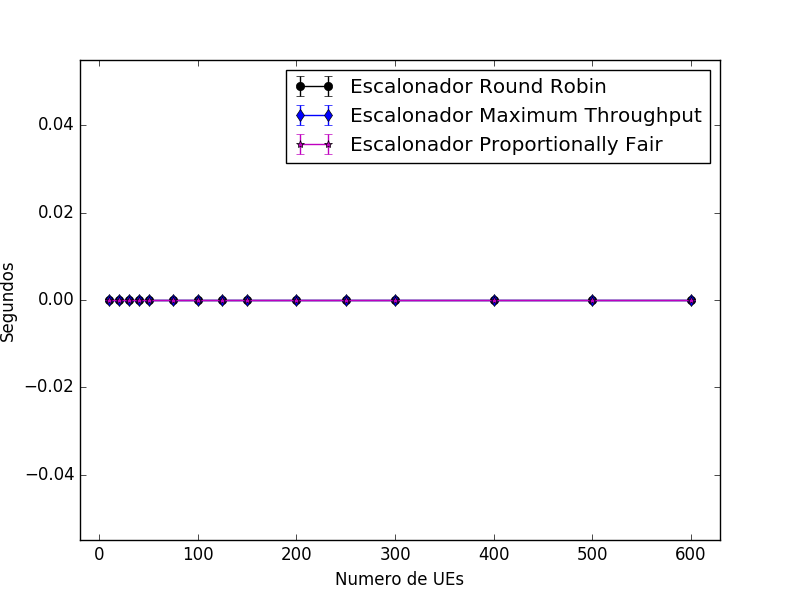 Escalonador Round Robin
Escalonador Maximum Throughput
Escalonador Proportionally Fair
0.04
0.02
0.00
−0.02
−0.04
Segundos
0 100 200 300 400 500 600
Numero de UEs